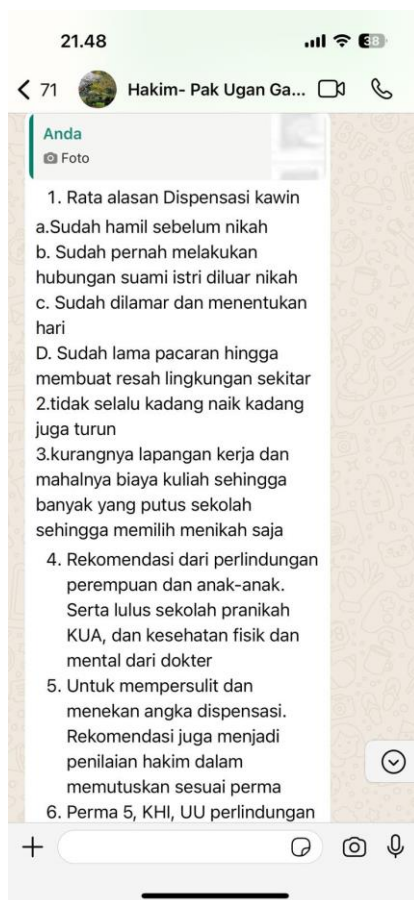 21.48
38
71
Hakim- Pak Ugan Ga...
Anda
Foto
1. Rata alasan Dispensasi kawin
a.Sudah hamil sebelum nikah
b. Sudah pernah melakukan
hubungan suami istri diluar nikah
c. Sudah dilamar dan menentukan
hari
D. Sudah lama pacaran hingga
membuat resah lingkungan sekitar
2.tidak selalu kadang naik kadang
juga turun
3.kurangnya lapangan kerja dan
mahalnya biaya kuliah sehingga
banyak yang putus sekolah
sehingga memilih menikah saja
4. Rekomendasi dari perlindungan
perempuan dan anak-anak.
Serta lulus sekolah pranikah
KUA, dan kesehatan fisik dan
mental dari dokter
5. Untuk mempersulit dan
menekan angka dispensasi.
Rekomendasi juga menjadi
penilaian hakim dalam
memutuskan sesuai perma
6. Perma 5, KHI, UU perlindungan